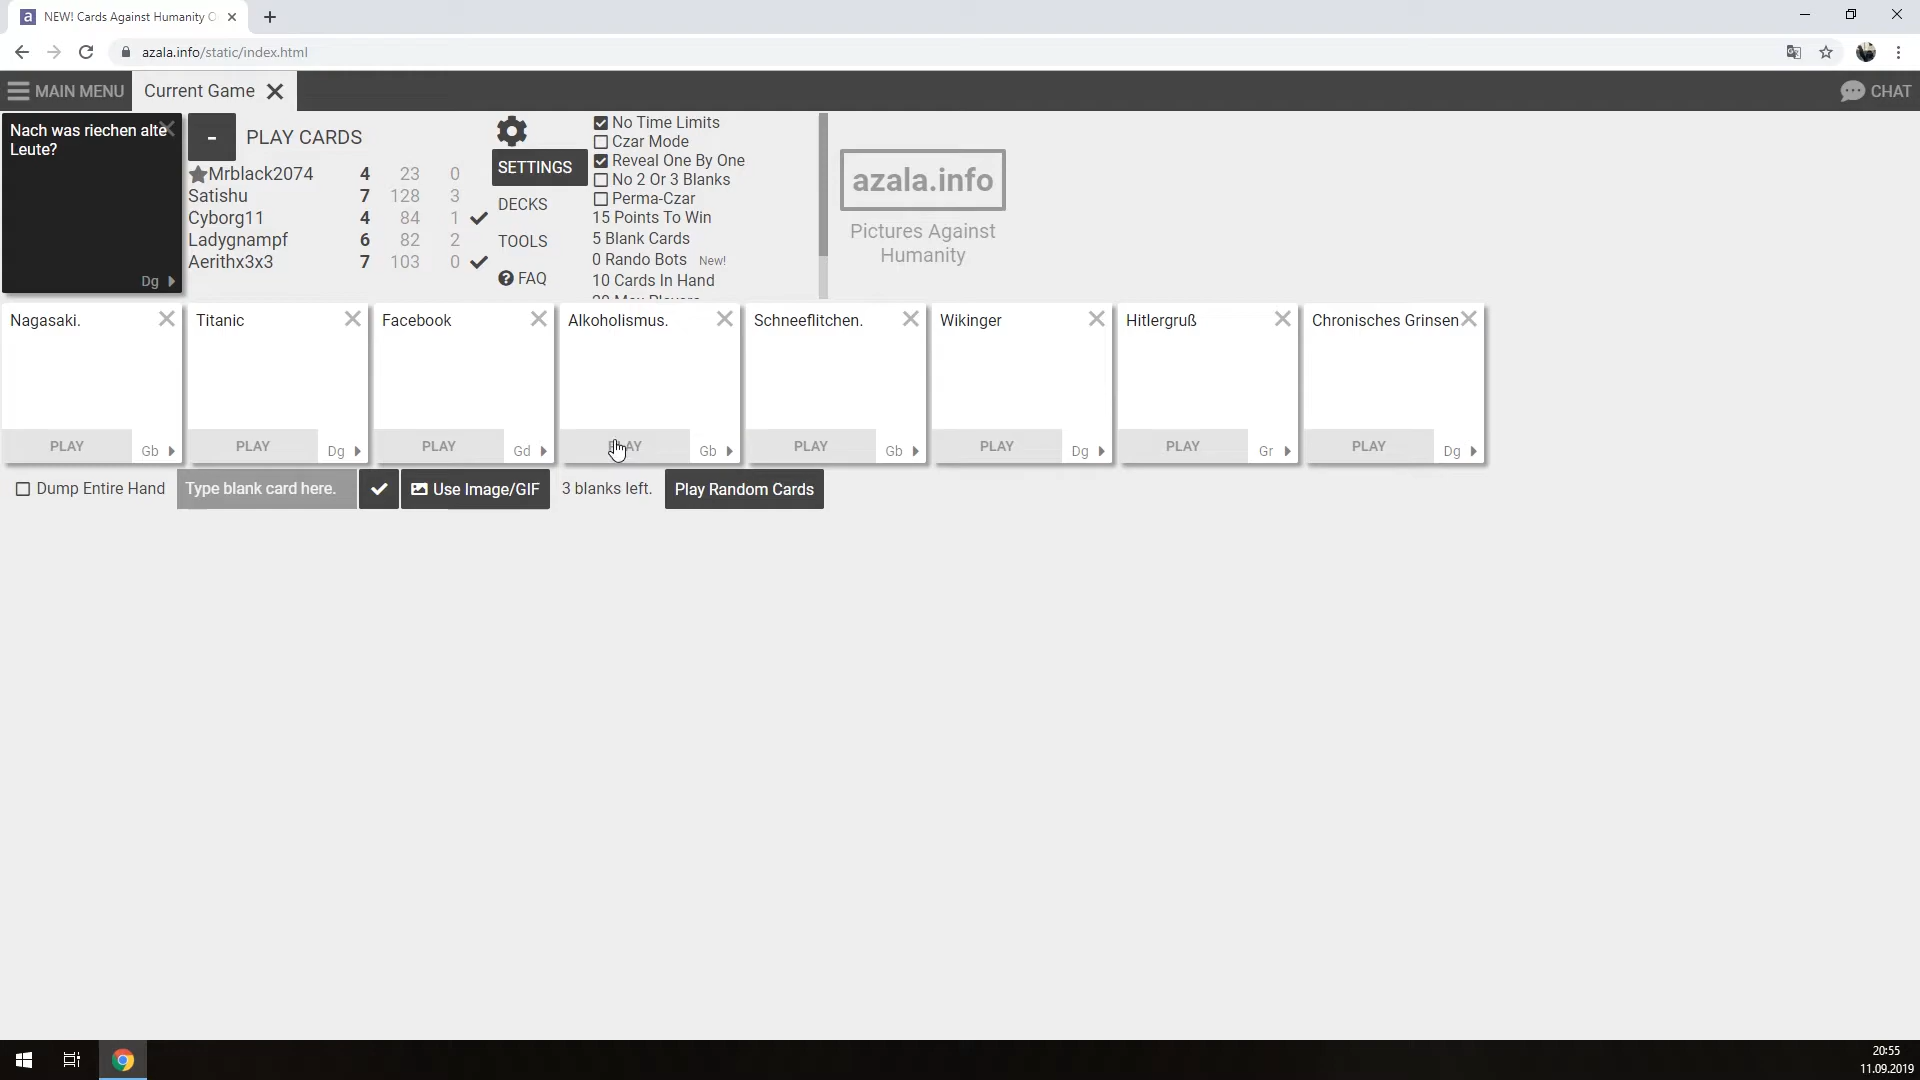 NEW! Cards Against Humanity O
azala.info/static/index.html
MAIN MENU
Current Game
CHAT
Nach was riechen alte
Leute?
Dg
-
PLAY CARDS
Mrblack2074 4 23 0
Satishu 7 128 3
Cyborg11 4 84 1
Ladygnampf 6 82 2
Aerithx3x3 7 103 0
SETTINGS
DECKS
TOOLS
FAQ
No Time Limits
Czar Mode
Reveal One By One
No 2 Or 3 Blanks
Perma-Czar
15 Points To Win
5 Blank Cards
0 Rando Bots New!
10 Cards In Hand
azala.info
Pictures Against
Humanity
Nagasaki.
PLAY
Gb
Titanic
PLAY
Dg
Facebook
PLAY
Gd
Alkoholismus.
PLAY
Gb
Schneeflitchen.
PLAY
Gb
Wikinger
PLAY
Dg
Hitlergruß
PLAY
Gr
Chronisches Grinsen
PLAY
Dg
Dump Entire Hand
Type blank card here.
Use Image/GIF
3 blanks left.
Play Random Cards
20:55
11.09.2019